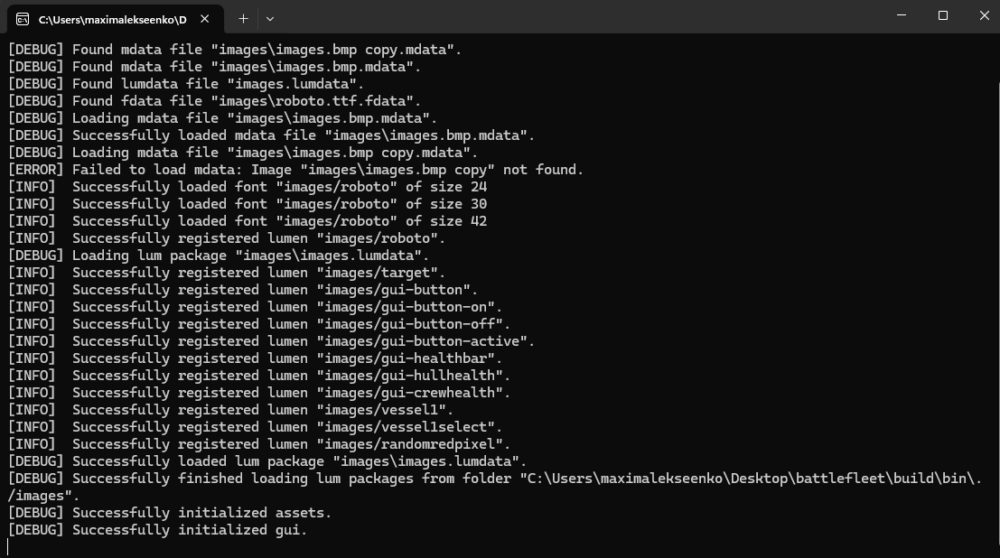 C:\Users\maximalekseenko\D
[DEBUG] Found mdata file "images\images.bmp copy.mdata".
[DEBUG] Found mdata file "images\images.bmp.mdata".
[DEBUG] Found lumdata file "images.lumdata".
[DEBUG] Found fdata file "images\roboto.ttf.fdata".
[DEBUG] Loading mdata file "images\images.bmp.mdata".
[DEBUG] Successfully loaded mdata file "images\images.bmp.mdata".
[DEBUG] Loading mdata file "images\images.bmp copy.mdata".
[ERROR] Failed to load mdata: Image "images\images.bmp copy" not found.
[INFO]  Successfully loaded font "images/roboto" of size 24
[INFO]  Successfully loaded font "images/roboto" of size 30
[INFO]  Successfully loaded font "images/roboto" of size 42
[INFO]  Successfully registered lumen "images/roboto".
[DEBUG] Loading lum package "images\images.lumdata".
[INFO]  Successfully registered lumen "images/target".
[INFO]  Successfully registered lumen "images/gui-button".
[INFO]  Successfully registered lumen "images/gui-button-on".
[INFO]  Successfully registered lumen "images/gui-button-off".
[INFO]  Successfully registered lumen "images/gui-button-active".
[INFO]  Successfully registered lumen "images/gui-healthbar".
[INFO]  Successfully registered lumen "images/gui-hullhealth".
[INFO]  Successfully registered lumen "images/gui-crewhealth".
[INFO]  Successfully registered lumen "images/vessel1".
[INFO]  Successfully registered lumen "images/vessel1select".
[INFO]  Successfully registered lumen "images/randomredpixel".
[DEBUG] Successfully loaded lum package "images\images.lumdata".
[DEBUG] Successfully finished loading lum packages from folder "C:\Users\maximalekseenko\Desktop\battlefleet\build\bin\.
/images".
[DEBUG] Successfully initialized assets.
[DEBUG] Successfully initialized gui.